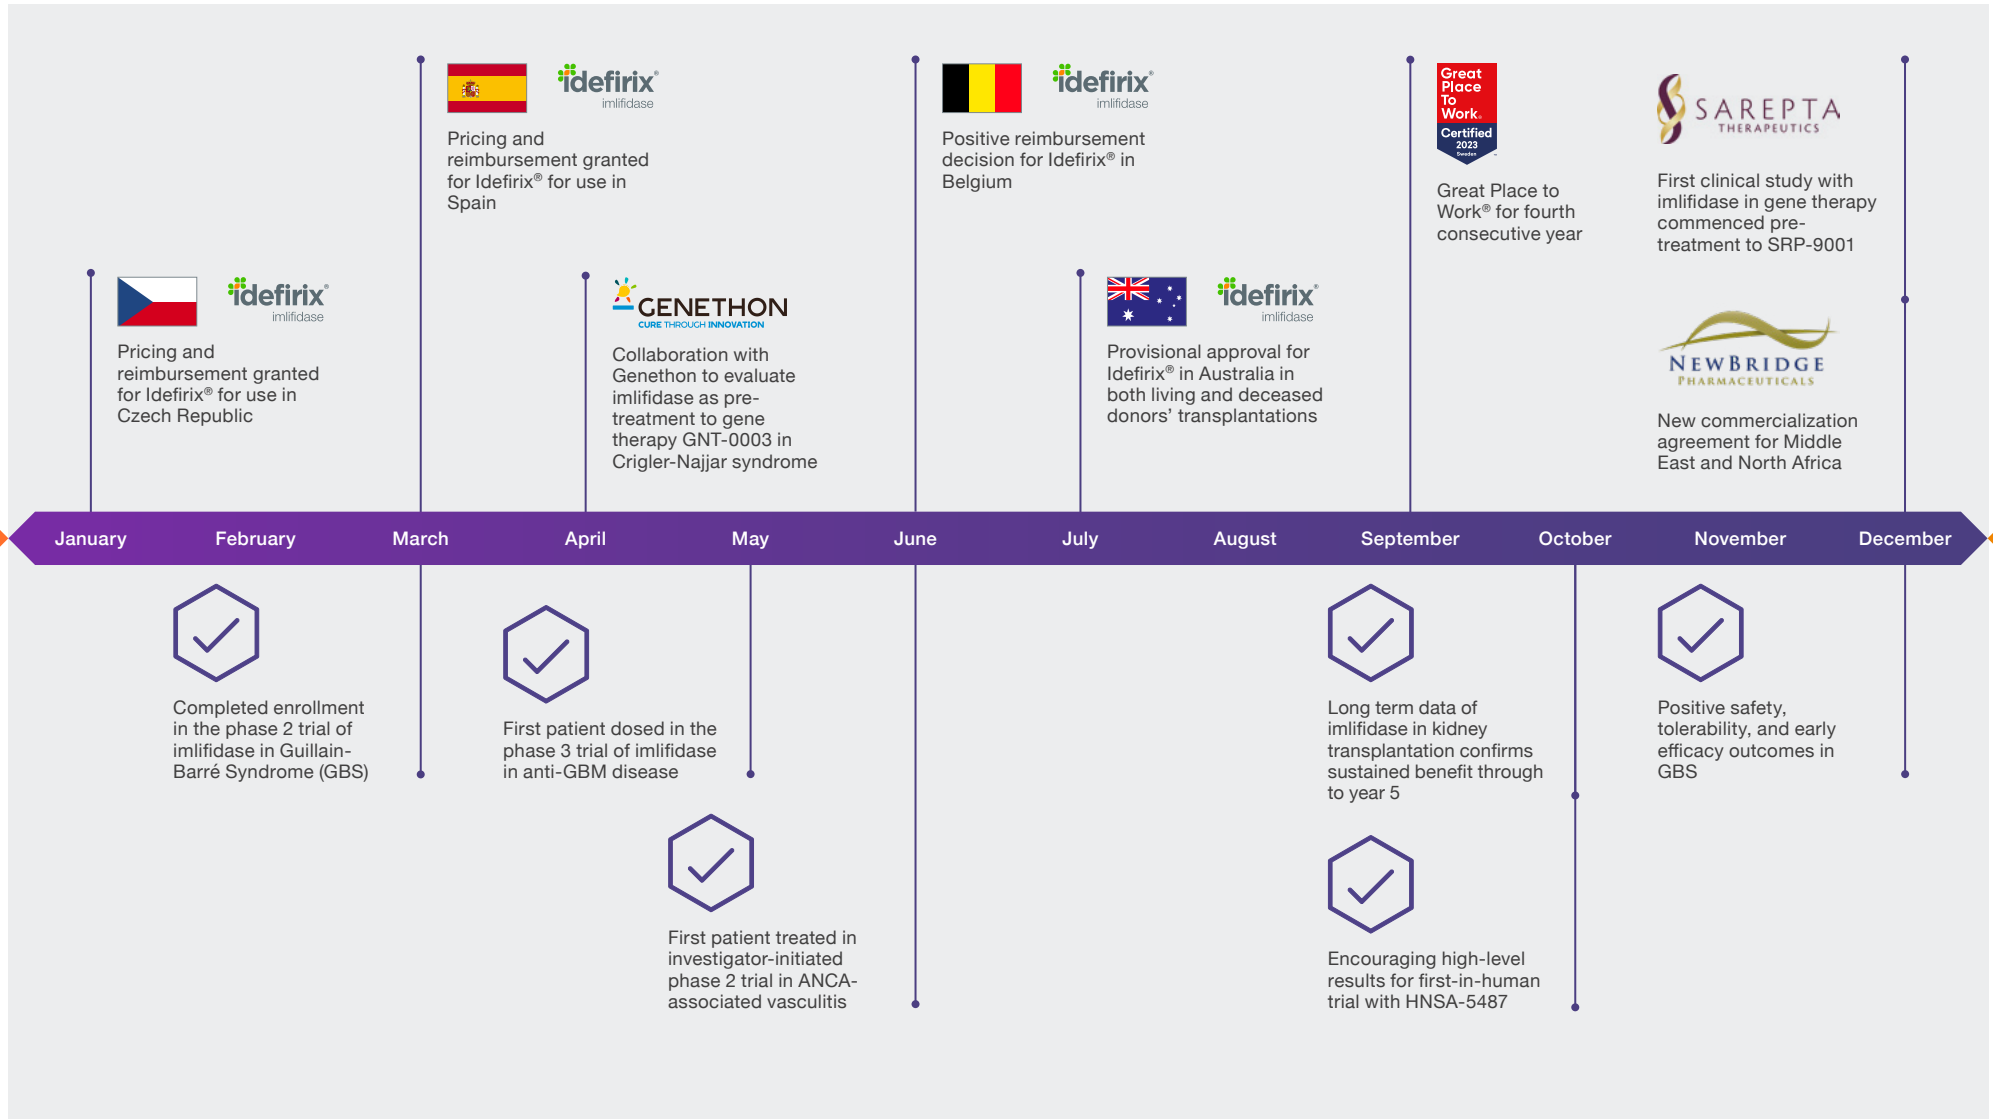 idefirix®
imlifidase
Pricing and
reimbursement granted
for Idefirix® for use in
Spain
idefirix®
imlifidase
Positive reimbursement
decision for Idefirix® in
Belgium
Great
Place
To
Work®
Certified
2023
Sweden
Great Place to
Work® for fourth
consecutive year
SAREPTA
THERAPEUTICS
First clinical study with
imlifidase in gene therapy
commenced pre-
treatment to SRP-9001
idefirix®
imlifidase
Pricing and
reimbursement granted
for Idefirix® for use in
Czech Republic
GENETHON
CURE THROUGH INNOVATION
Collaboration with
Genethon to evaluate
imlifidase as pre-
treatment to gene
therapy GNT-0003 in
Crigler-Najjar syndrome
idefirix®
imlifidase
Provisional approval for
Idefirix® in Australia in
both living and deceased
donors’ transplantations
NEWBRIDGE
PHARMACEUTICALS
New commercialization
agreement for Middle
East and North Africa
January February March April May June July August September October November December
Completed enrollment
in the phase 2 trial of
imlifidase in Guillain-
Barré Syndrome (GBS)
First patient dosed in the
phase 3 trial of imlifidase
in anti-GBM disease
First patient treated in
investigator-initiated
phase 2 trial in ANCA-
associated vasculitis
Long term data of
imlifidase in kidney
transplantation confirms
sustained benefit through
to year 5
Encouraging high-level
results for first-in-human
trial with HNSA-5487
Positive safety,
tolerability, and early
efficacy outcomes in
GBS